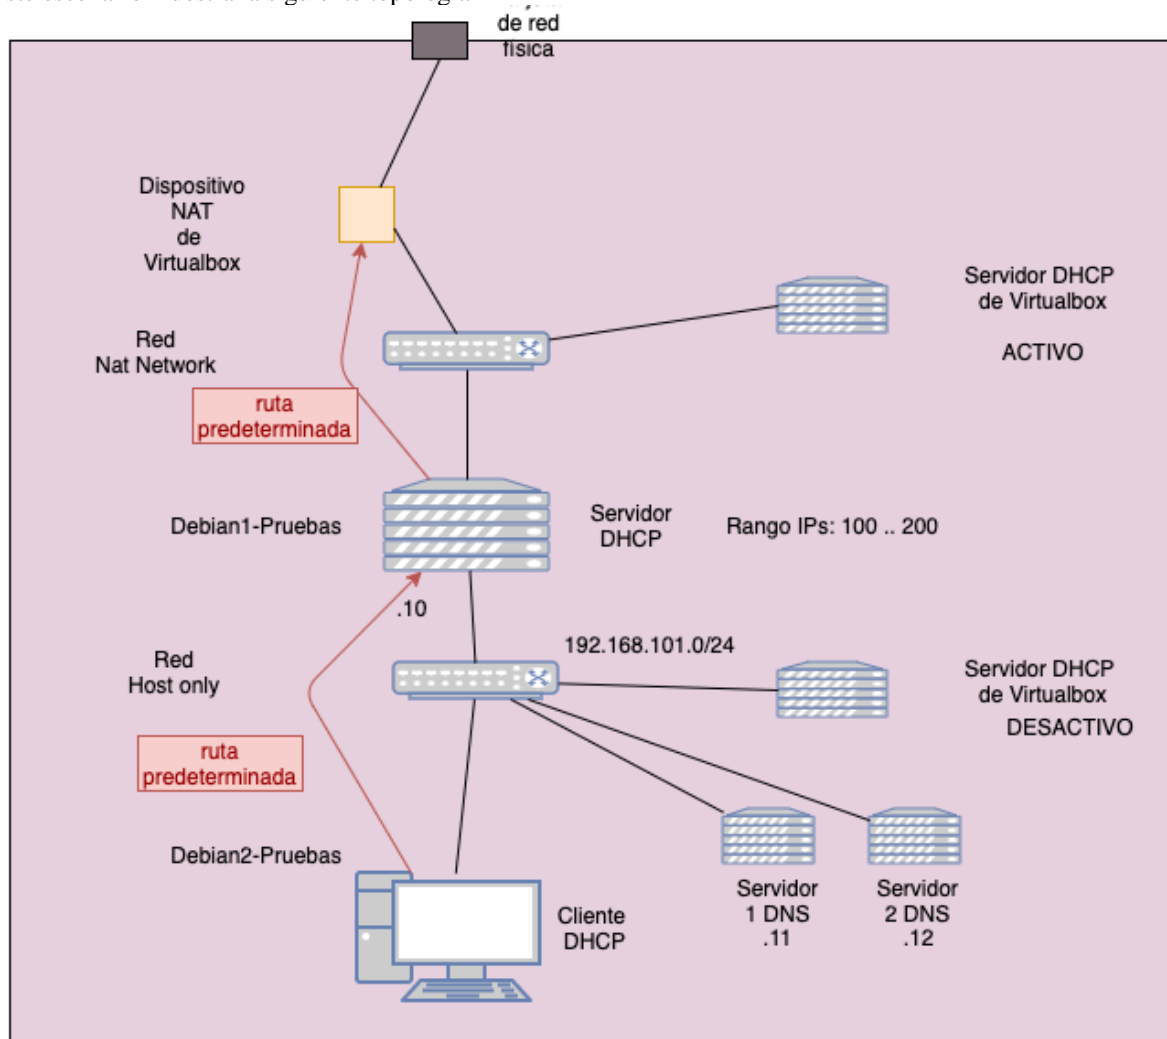 de red
física
Dispositivo
NAT
de
Virtualbox
Servidor DHCP
de Virtualbox
ACTIVO
Red
Nat Network
ruta
predeterminada
Debian1-Pruebas
Servidor
DHCP
Rango IPs: 100 .. 200
.10
192.168.101.0/24
Red
Host only
Servidor DHCP
de Virtualbox
DESACTIVO
ruta
predeterminada
Debian2-Pruebas
Cliente
DHCP
Servidor
1 DNS
.11
Servidor
2 DNS
.12